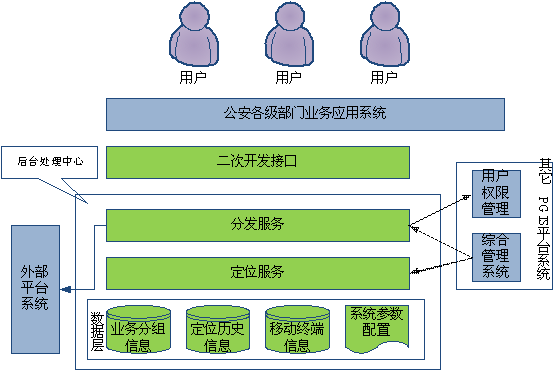 用户
用户
用户
公安各级部门业务应用系统
二次开发接口
后台处理中心
分发服务
定位服务
外部
平台
系统
数据层
业务分组
信息
定位历史
信息
移动终端
信息
系统参数
配置
用户
权限
管理
综合
管理
系统
其它 PGIS平台系统